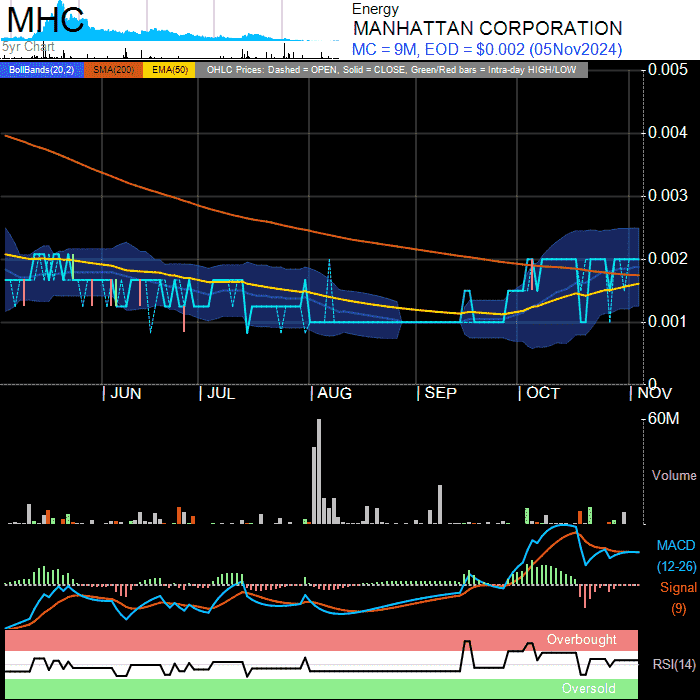 MHC
5yr Chart
Energy
MANHATTAN CORPORATION
MC = 9M, EOD = $0.002 (05Nov2024)
BollBands(20,2) SMA(200) EMA(50) OHLC Prices: Dashed = OPEN, Solid = CLOSE, Green/Red bars = Intra-day HIGH/LOW
0.005
0.004
0.003
0.002
0.001
0
JUN JUL AUG SEP OCT NOV
60M
Volume
MACD
(12-26)
Signal
(9)
Overbought
RSI(14)
Oversold